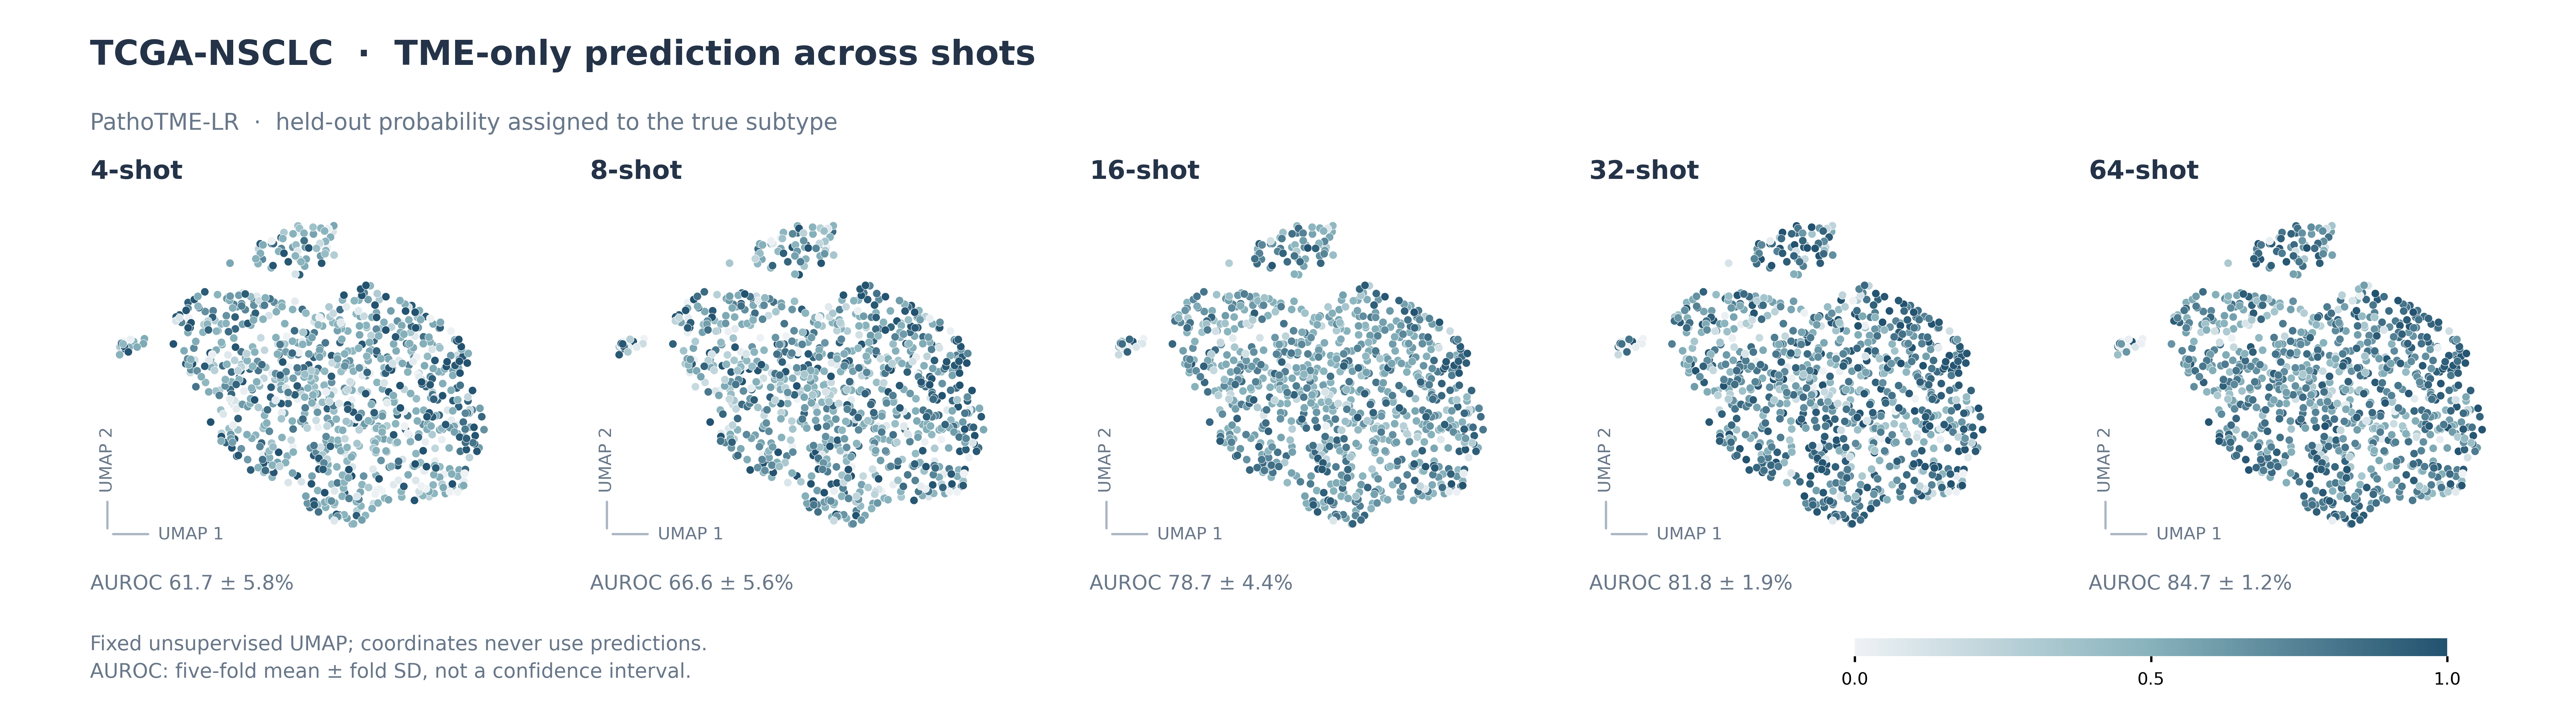 TCGA-NSCLC · TME-only prediction across shots
PathoTME-LR · held-out probability assigned to the true subtype
4-shot
8-shot
16-shot
32-shot
64-shot
UMAP 2
UMAP 1
UMAP 2
UMAP 1
UMAP 2
UMAP 1
UMAP 2
UMAP 1
UMAP 2
UMAP 1
AUROC 61.7 ± 5.8%
AUROC 66.6 ± 5.6%
AUROC 78.7 ± 4.4%
AUROC 81.8 ± 1.9%
AUROC 84.7 ± 1.2%
Fixed unsupervised UMAP; coordinates never use predictions.
AUROC: five-fold mean ± fold SD, not a confidence interval.
0.0
0.5
1.0